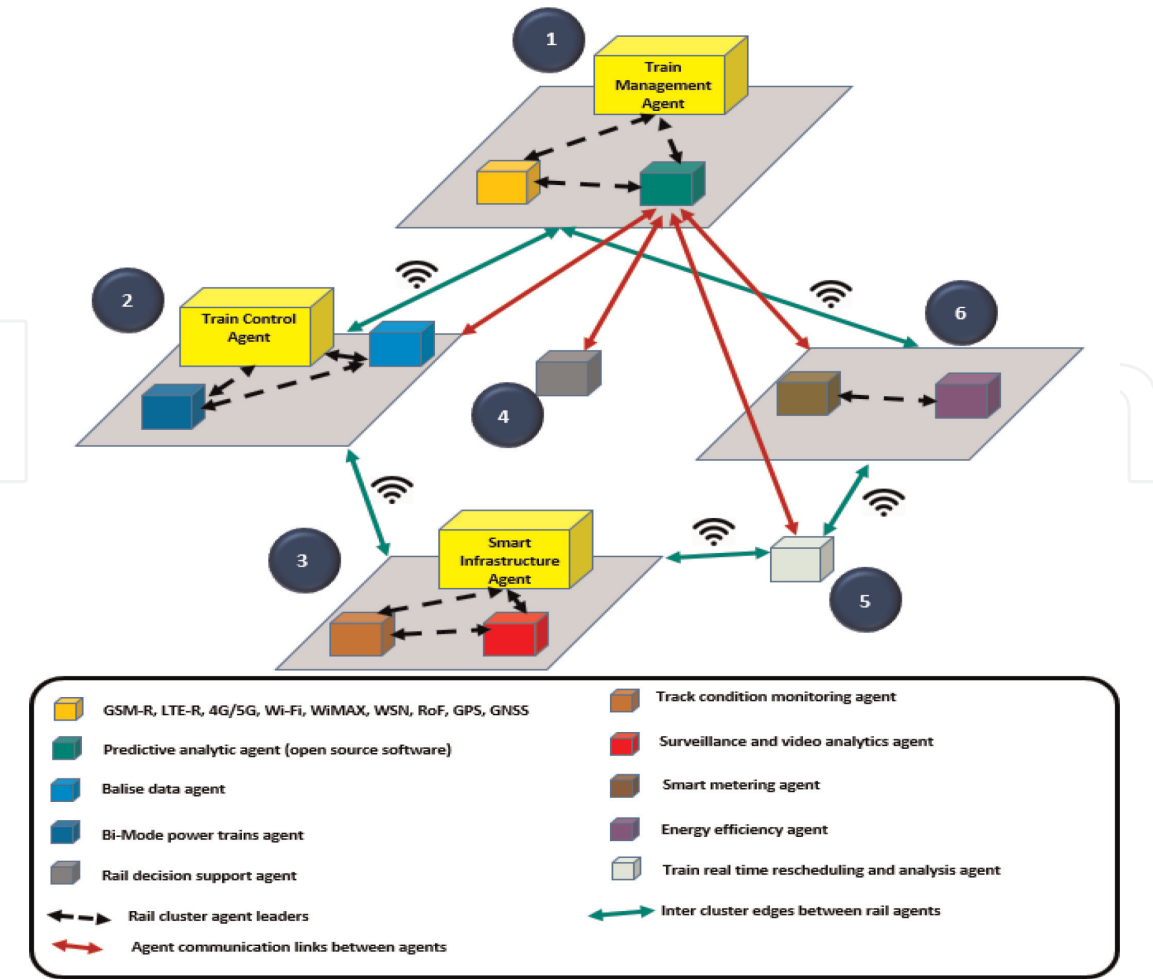 1
Train
Management
Agent
2
Train Control
Agent
6
4
3
Smart
Infrastructure
Agent
5
GSM-R, LTE-R, 4G/5G, Wi-Fi, WiMAX, WSN, RoF, GPS, GNSS
Predictive analytic agent (open source software)
Balise data agent
Bi-Mode power trains agent
Rail decision support agent
Rail cluster agent leaders
Agent communication links between agents
Track condition monitoring agent
Surveillance and video analytics agent
Smart metering agent
Energy efficiency agent
Train real time rescheduling and analysis agent
Inter cluster edges between rail agents